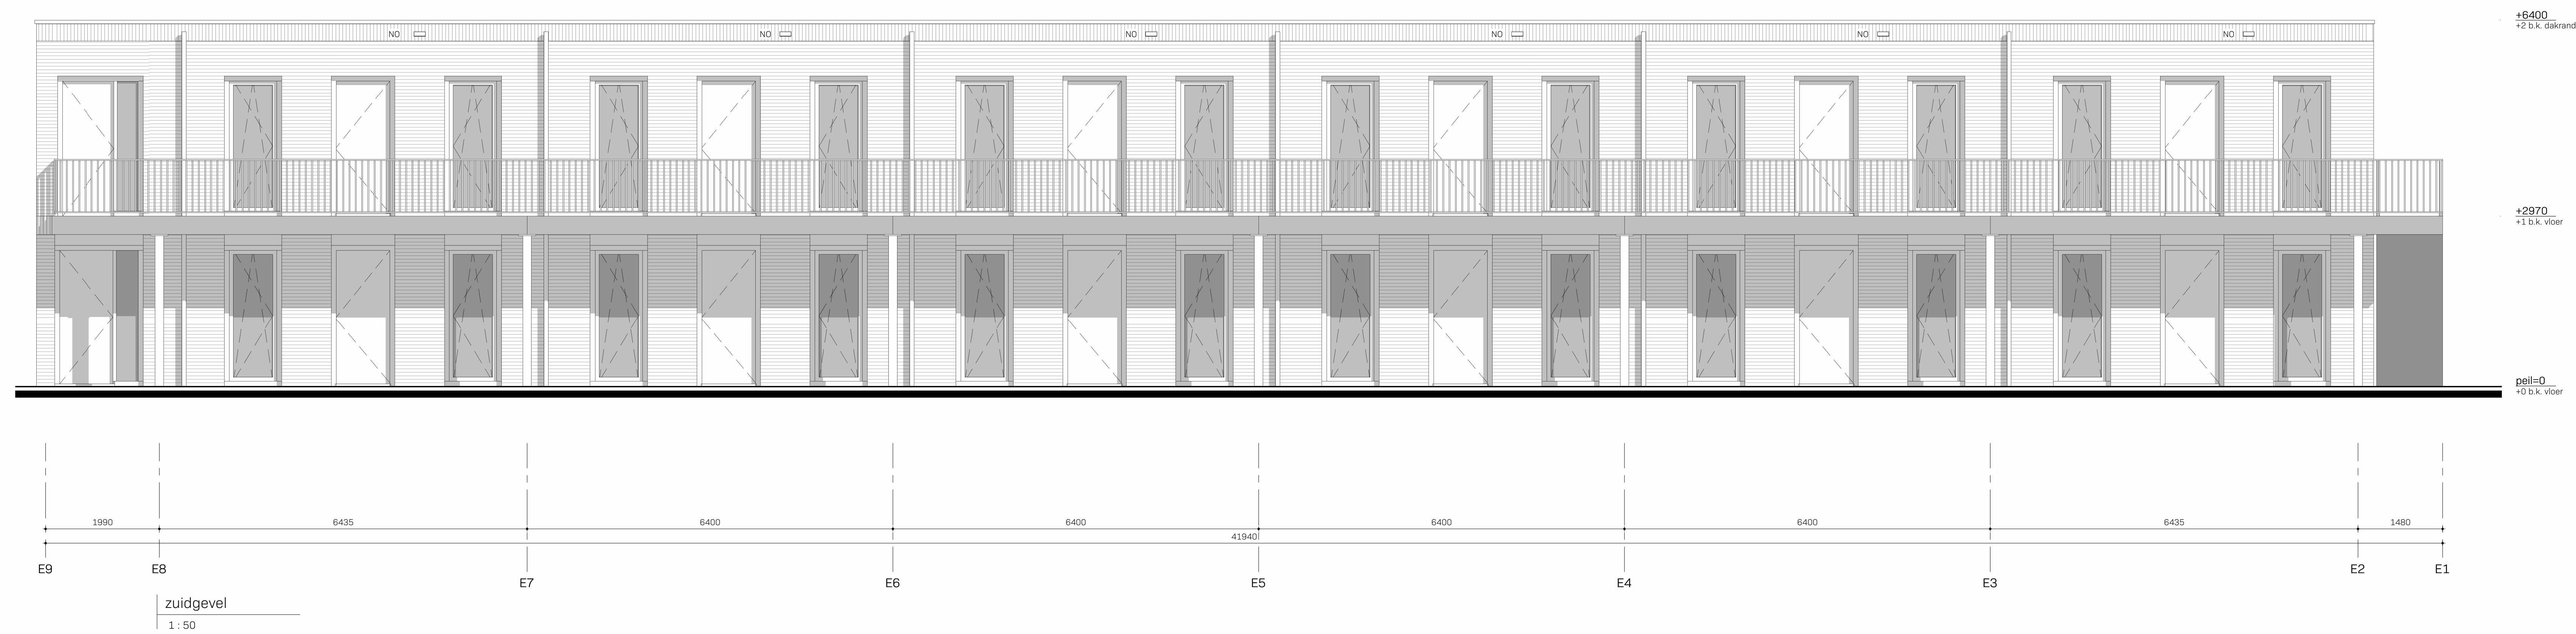 +6400
+2 b.k. dakrand
NO NO NO NO NO NO
+2970
+1 b.k. vloer
peil=0
+0 b.k. vloer
1990 6435 6400 6400 6400 6400 6435 1480
41940
E9 E8 E7 E6 E5 E4 E3 E2 E1
zuidgevel
1 : 50